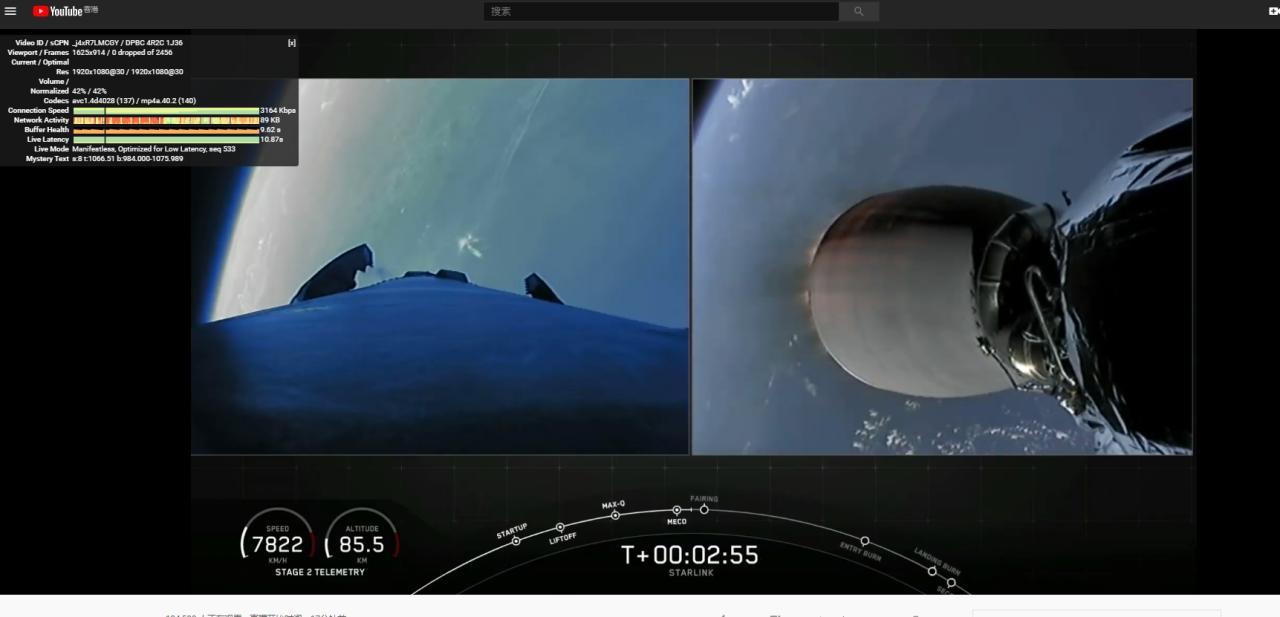 YouTube 香港
搜索
Video ID / sCPN _j4xR7LMCGY / DPBC 4R2C 1J36 [x]
Viewport / Frames 1625x914 / 0 dropped of 2456
Current / Optimal
Res 1920x1080@30 / 1920x1080@30
Volume /
Normalized 42% / 42%
Codecs avc1.4d4028 (137) / mp4a.40.2 (140)
Connection Speed 3164 Kbps
Network Activity 89 KB
Buffer Health 9.62 s
Live Latency 10.87s
Live Mode Manifestless, Optimized for Low Latency, seq 533
Mystery Text s:8 t:1066.51 b:984.000-1075.989
SPEED
7822
KM/H
ALTITUDE
85.5
KM
STAGE 2 TELEMETRY
STARTUP
LIFTOFF
MAX-Q
MECO
FAIRING
ENTRY BURN
LANDING BURN
T+00:02:55
STARLINK